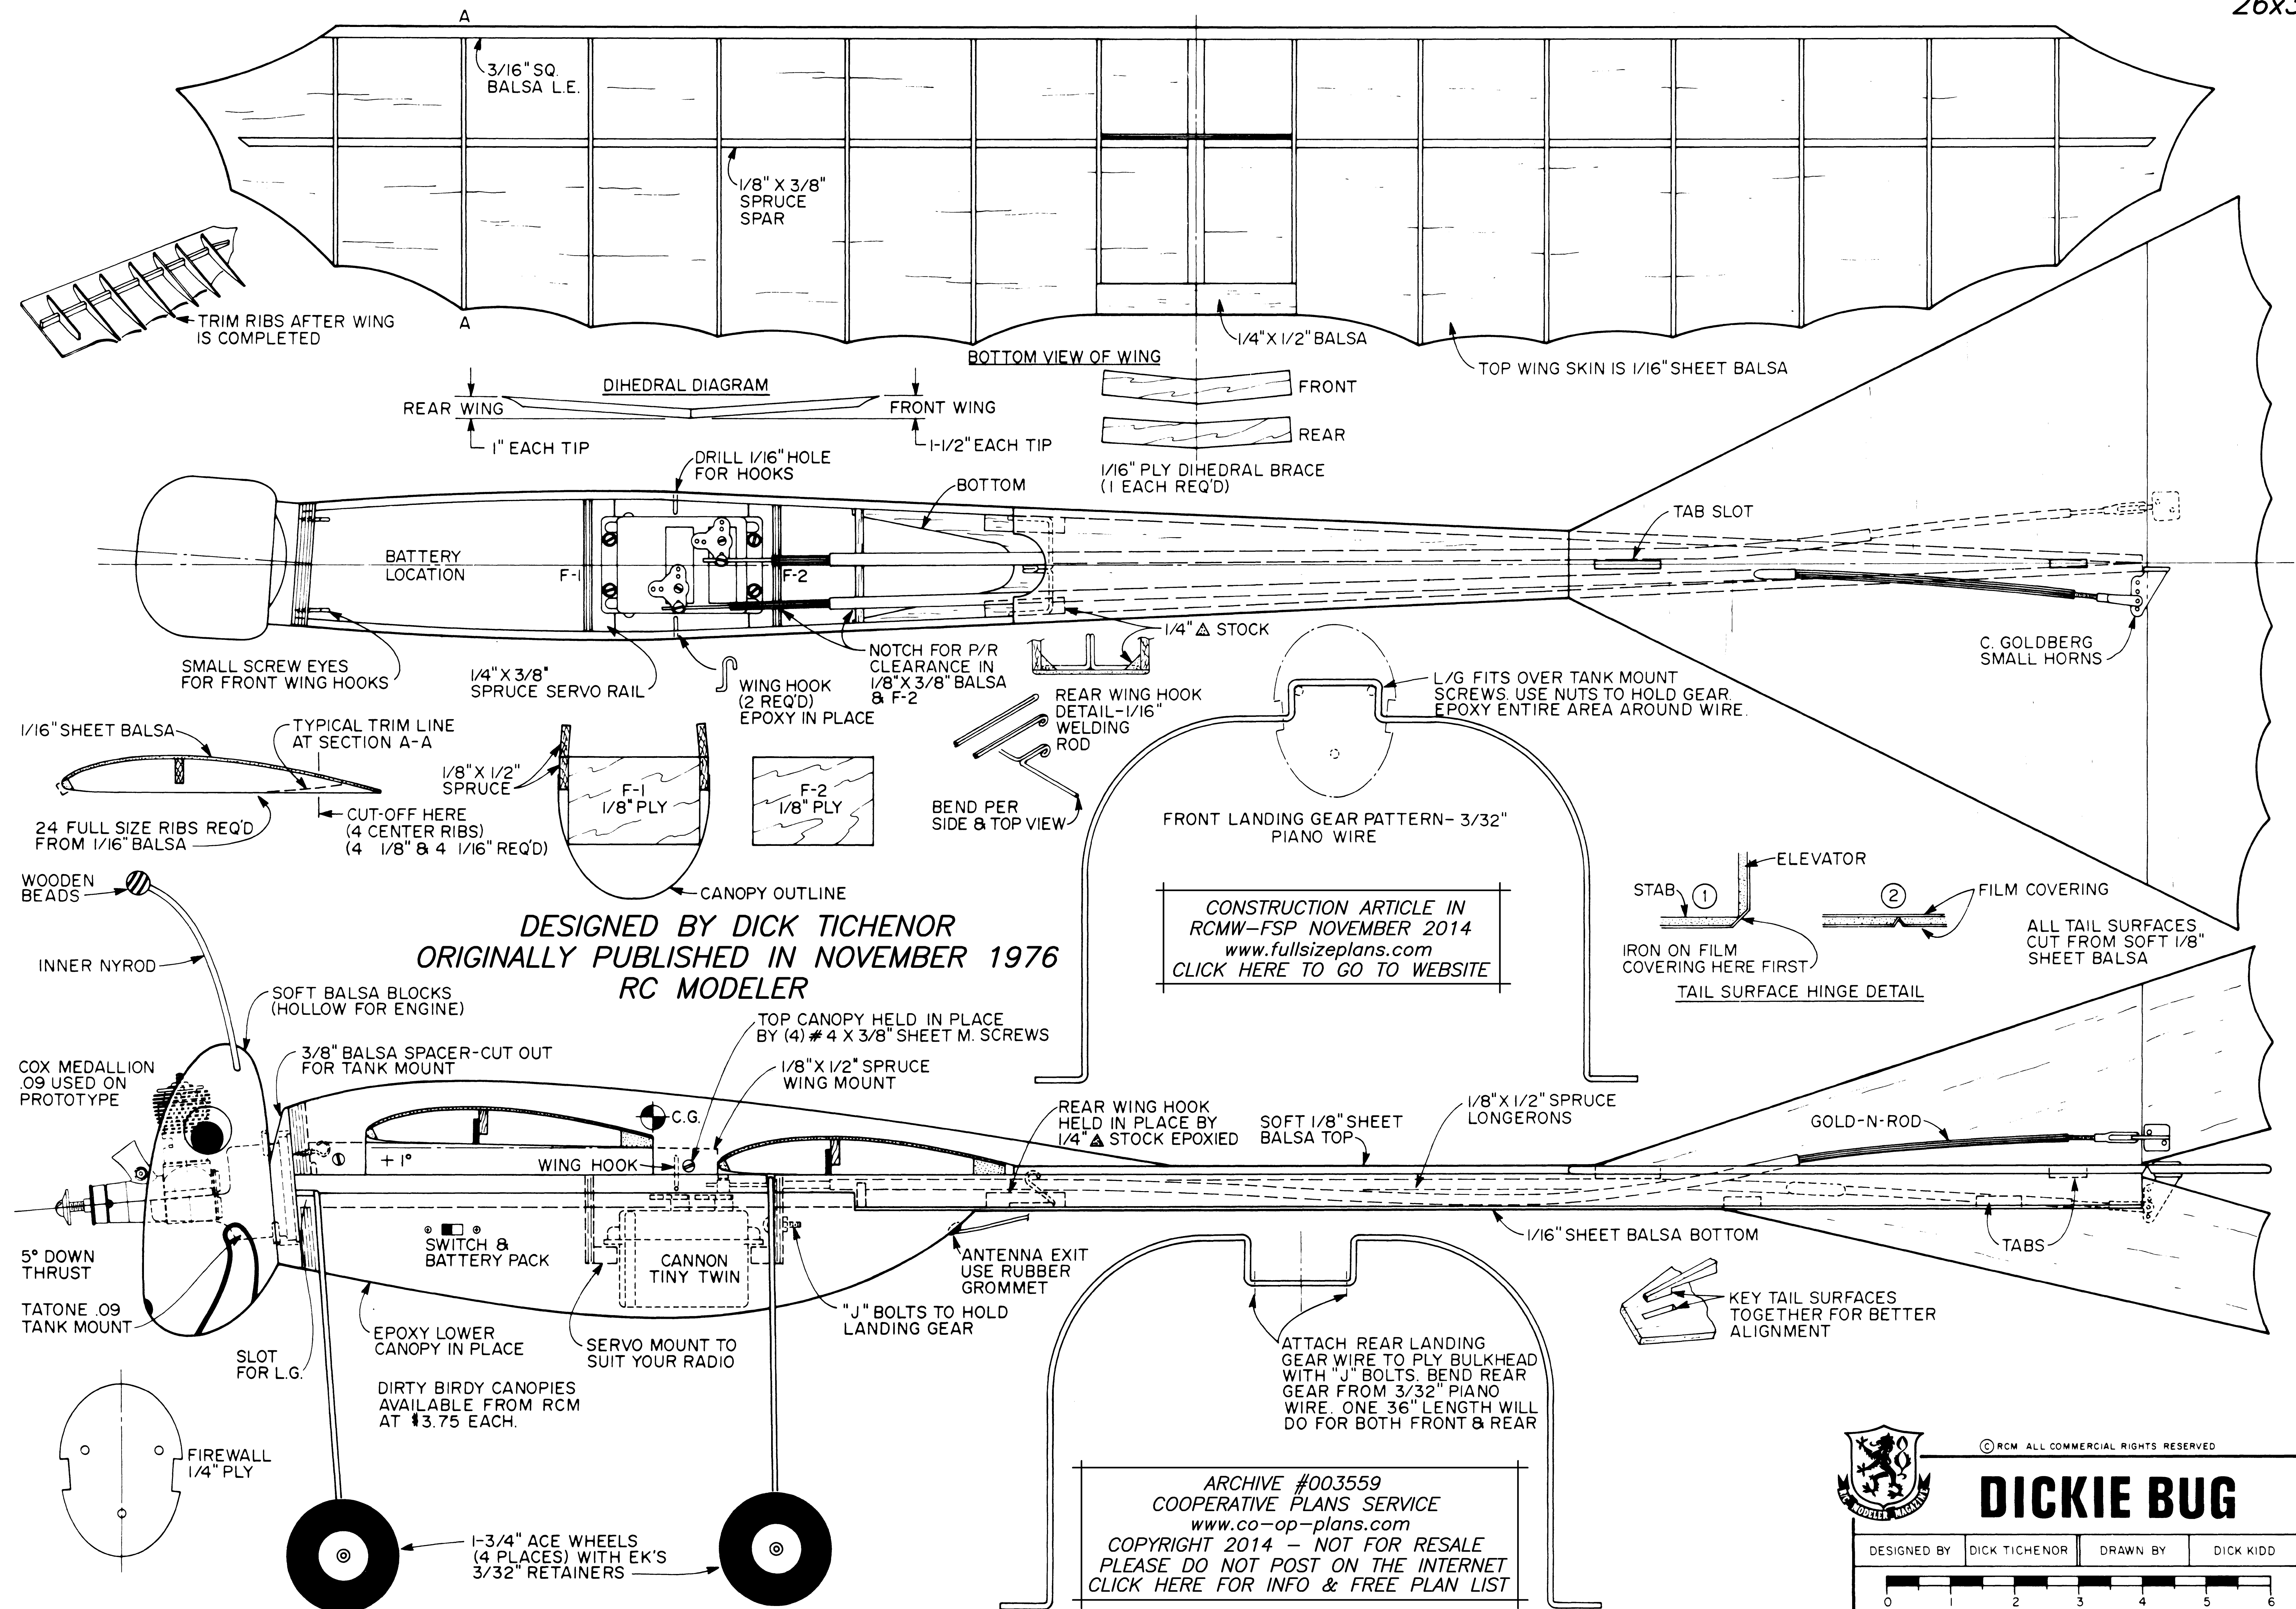 26x3
A
3/16" SQ.
BALSA L.E.
1/8" X 3/8"
SPRUCE
SPAR
TRIM RIBS AFTER WING
IS COMPLETED
A
1/4" X 1/2" BALSA
BOTTOM VIEW OF WING
TOP WING SKIN IS 1/16" SHEET BALSA
DIHEDRAL DIAGRAM
REAR WING
FRONT WING
1" EACH TIP
1-1/2" EACH TIP
FRONT
REAR
1/16" PLY DIHEDRAL BRACE
(1 EACH REQ'D)
DRILL 1/16" HOLE
FOR HOOKS
BOTTOM
TAB SLOT
BATTERY
LOCATION
F-1
F-2
SMALL SCREW EYES
FOR FRONT WING HOOKS
1/4" X 3/8"
SPRUCE SERVO RAIL
WING HOOK
(2 REQ'D)
EPOXY IN PLACE
NOTCH FOR P/R
CLEARANCE IN
1/8" X 3/8" BALSA
& F-2
1/4" △ STOCK
C. GOLDBERG
SMALL HORNS
REAR WING HOOK
DETAIL-1/16"
WELDING
ROD
BEND PER
SIDE & TOP VIEW
L/G FITS OVER TANK MOUNT
SCREWS. USE NUTS TO HOLD GEAR.
EPOXY ENTIRE AREA AROUND WIRE.
1/16" SHEET BALSA
TYPICAL TRIM LINE
AT SECTION A-A
24 FULL SIZE RIBS REQ'D
FROM 1/16" BALSA
CUT-OFF HERE
(4 CENTER RIBS)
(4 1/8" & 4 1/16" REQ'D)
1/8" X 1/2"
SPRUCE
F-1
1/8" PLY
F-2
1/8" PLY
CANOPY OUTLINE
FRONT LANDING GEAR PATTERN- 3/32"
PIANO WIRE
ELEVATOR
STAB
1
2
FILM COVERING
IRON ON FILM
COVERING HERE FIRST
TAIL SURFACE HINGE DETAIL
ALL TAIL SURFACES
CUT FROM SOFT 1/8"
SHEET BALSA
WOODEN
BEADS
INNER NYROD
DESIGNED BY DICK TICHENOR
ORIGINALLY PUBLISHED IN NOVEMBER 1976
RC MODELER
CONSTRUCTION ARTICLE IN
RCMW-FSP NOVEMBER 2014
www.fullsizeplans.com
CLICK HERE TO GO TO WEBSITE
SOFT BALSA BLOCKS
(HOLLOW FOR ENGINE)
3/8" BALSA SPACER-CUT OUT
FOR TANK MOUNT
COX MEDALLION
.09 USED ON
PROTOTYPE
TOP CANOPY HELD IN PLACE
BY (4) # 4 X 3/8" SHEET M. SCREWS
1/8" X 1/2" SPRUCE
WING MOUNT
C.G.
REAR WING HOOK
HELD IN PLACE BY
1/4" △ STOCK EPOXIED
SOFT 1/8" SHEET
BALSA TOP
1/8" X 1/2" SPRUCE
LONGERONS
GOLD-N-ROD
+ 1°
WING HOOK
SWITCH &
BATTERY PACK
CANNON
TINY TWIN
ANTENNA EXIT
USE RUBBER
GROMMET
1/16" SHEET BALSA BOTTOM
TABS
5° DOWN
THRUST
TATONE .09
TANK MOUNT
SLOT
FOR L.G.
EPOXY LOWER
CANOPY IN PLACE
SERVO MOUNT TO
SUIT YOUR RADIO
"J" BOLTS TO HOLD
LANDING GEAR
KEY TAIL SURFACES
TOGETHER FOR BETTER
ALIGNMENT
DIRTY BIRDY CANOPIES
AVAILABLE FROM RCM
AT $3.75 EACH.
ATTACH REAR LANDING
GEAR WIRE TO PLY BULKHEAD
WITH "J" BOLTS. BEND REAR
GEAR FROM 3/32" PIANO
WIRE. ONE 36" LENGTH WILL
DO FOR BOTH FRONT & REAR
FIREWALL
1/4" PLY
1-3/4" ACE WHEELS
(4 PLACES) WITH EK'S
3/32" RETAINERS
ARCHIVE #003559
COOPERATIVE PLANS SERVICE
www.co-op-plans.com
COPYRIGHT 2014 - NOT FOR RESALE
PLEASE DO NOT POST ON THE INTERNET
CLICK HERE FOR INFO & FREE PLAN LIST
RC MODELER MAGAZINE
© RCM ALL COMMERCIAL RIGHTS RESERVED
DICKIE BUG
DESIGNED BY DICK TICHENOR DRAWN BY DICK KIDD
0 1 2 3 4 5 6